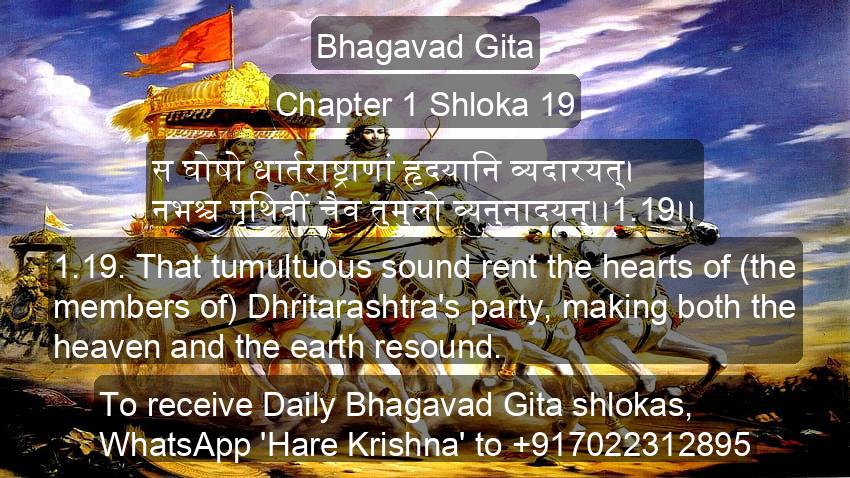 Bhagavad Gita
Chapter 1 Shloka 19
स घोषो धार्तराष्ट्राणां हृदयानि व्यदारयत्।
नभश्च पृथिवीं चैव तुमुलो व्यनुनादयन्।।1.19।।
1.19. That tumultuous sound rent the hearts of (the
members of) Dhritarashtra's party, making both the
heaven and the earth resound.
To receive Daily Bhagavad Gita shlokas,
WhatsApp 'Hare Krishna' to +917022312895